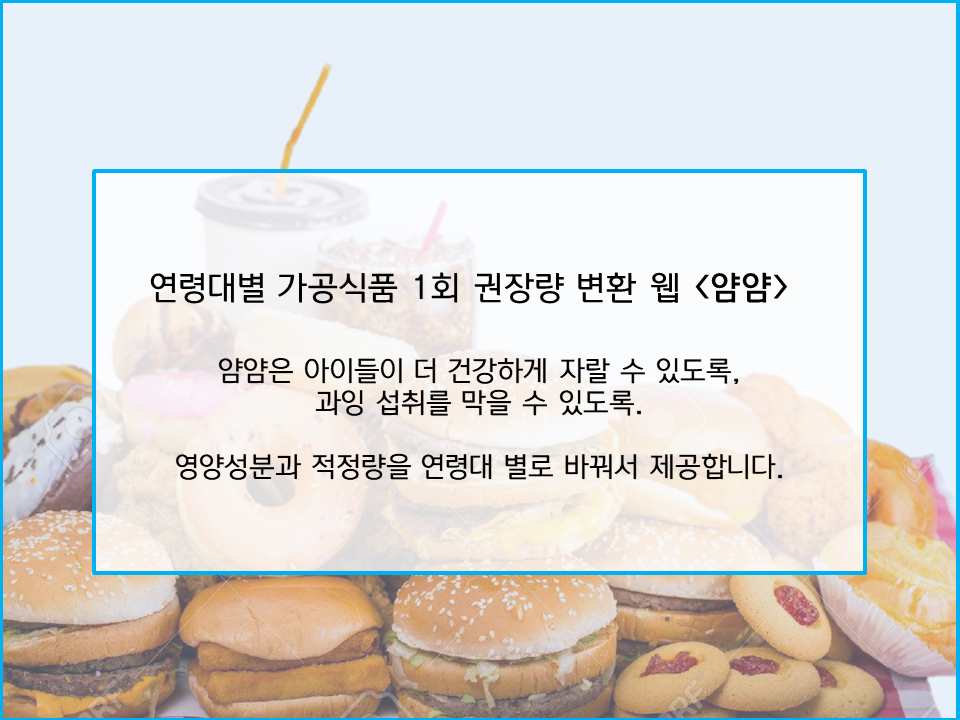 연령대별 가공식품 1회 권장량 변환 웹 <얌얌>
얌얌은 아이들이 더 건강하게 자랄 수 있도록,
과잉 섭취를 막을 수 있도록.
영양성분과 적정량을 연령대 별로 바꿔서 제공합니다.